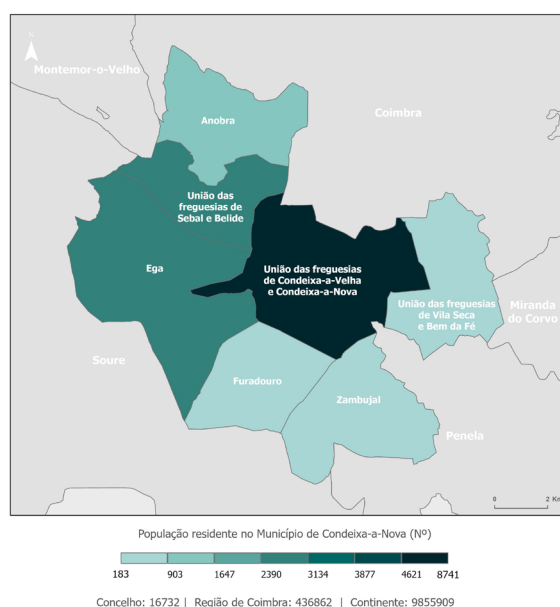 N
Montemor-o-Velho
Coimbra
Anobra
União das
freguesias de
Sebal e Belide
Ega
União das freguesias
de Condeixa-a-Velha
e Condeixa-a-Nova
União das freguesias
de Vila Seca
e Bem da Fé
Miranda
do Corvo
Soure
Furadouro
Zambujal
Penela
0 2 Km
População residente no Município de Condeixa-a-Nova (Nº)
183 903 1647 2390 3134 3877 4621 8741
Concelho: 16732 | Região de Coimbra: 436862 | Continente: 9855909